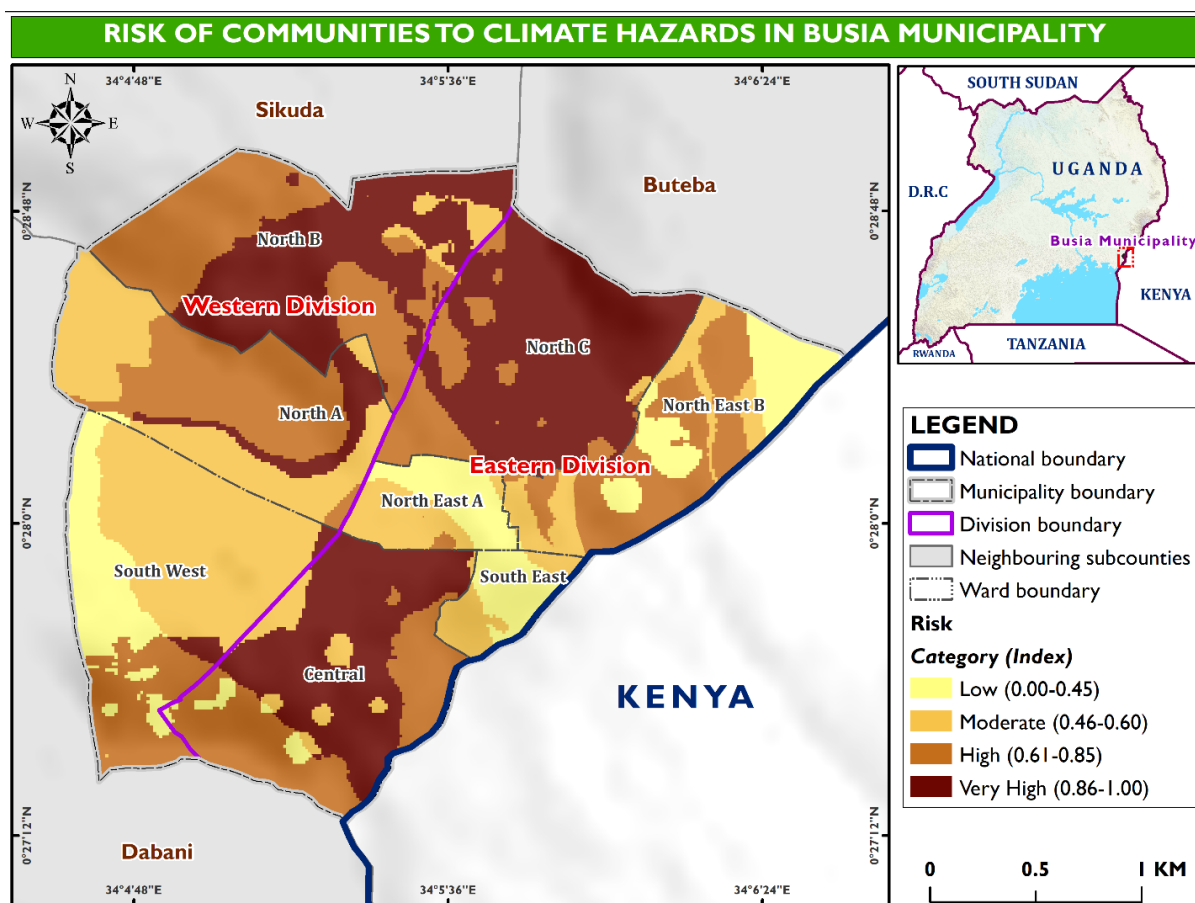 RISK OF COMMUNITIES TO CLIMATE HAZARDS IN BUSIA MUNICIPALITY
34°4'48"E
34°5'36"E
34°6'24"E
N
W
E
S
Sikuda
Buteba
0°28'48"N
0°28'48"N
North B
Western Division
North C
North A
North East B
Eastern Division
North East A
0°28'0"N
0°28'0"N
South West
South East
Central
KENYA
0°27'12"N
0°27'12"N
Dabani
34°4'48"E
34°5'36"E
34°6'24"E
SOUTH SUDAN
UGANDA
D.R.C
Busia Municipality
KENYA
TANZANIA
RWANDA
LEGEND
National boundary
Municipality boundary
Division boundary
Neighbouring subcounties
Ward boundary
Risk
Category (Index)
Low (0.00-0.45)
Moderate (0.46-0.60)
High (0.61-0.85)
Very High (0.86-1.00)
0 0.5 1 KM